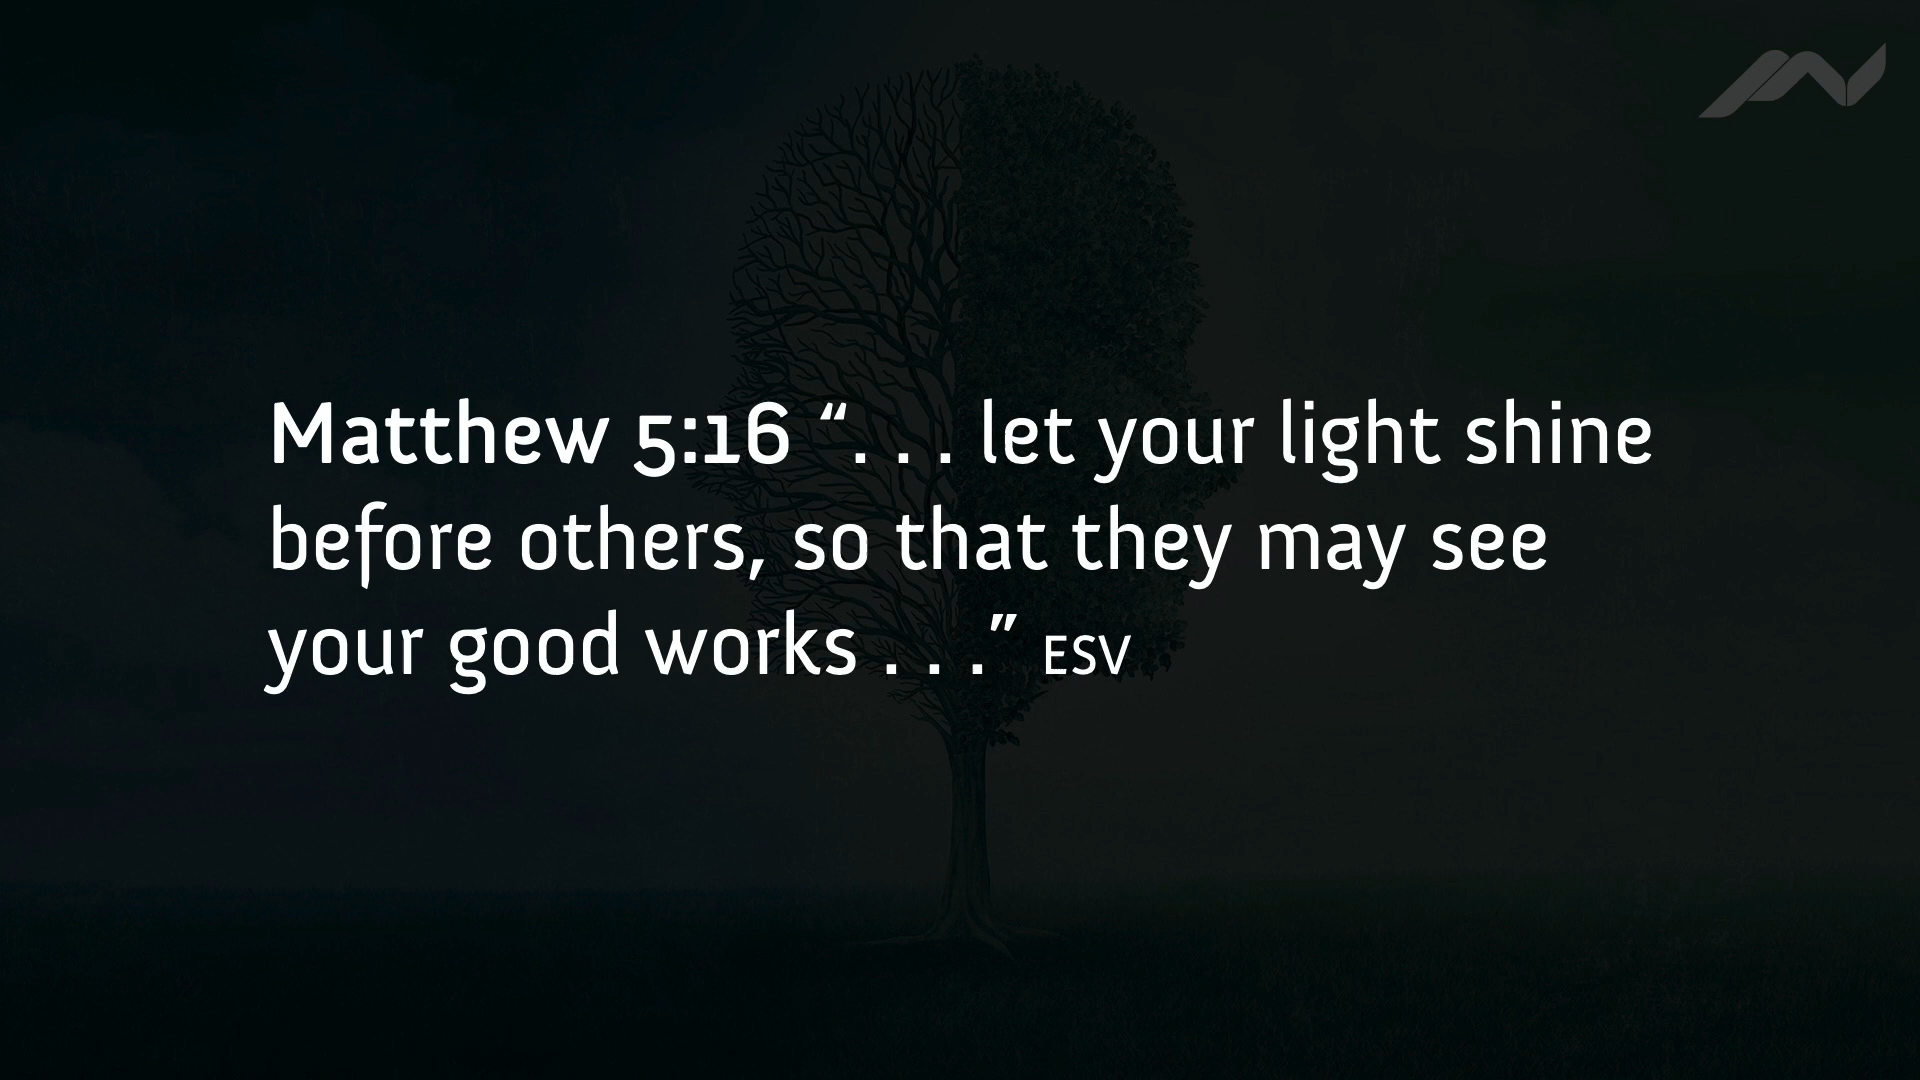 Matthew 5:16 “. . . let your light shine
before others, so that they may see
your good works . . .” ESV